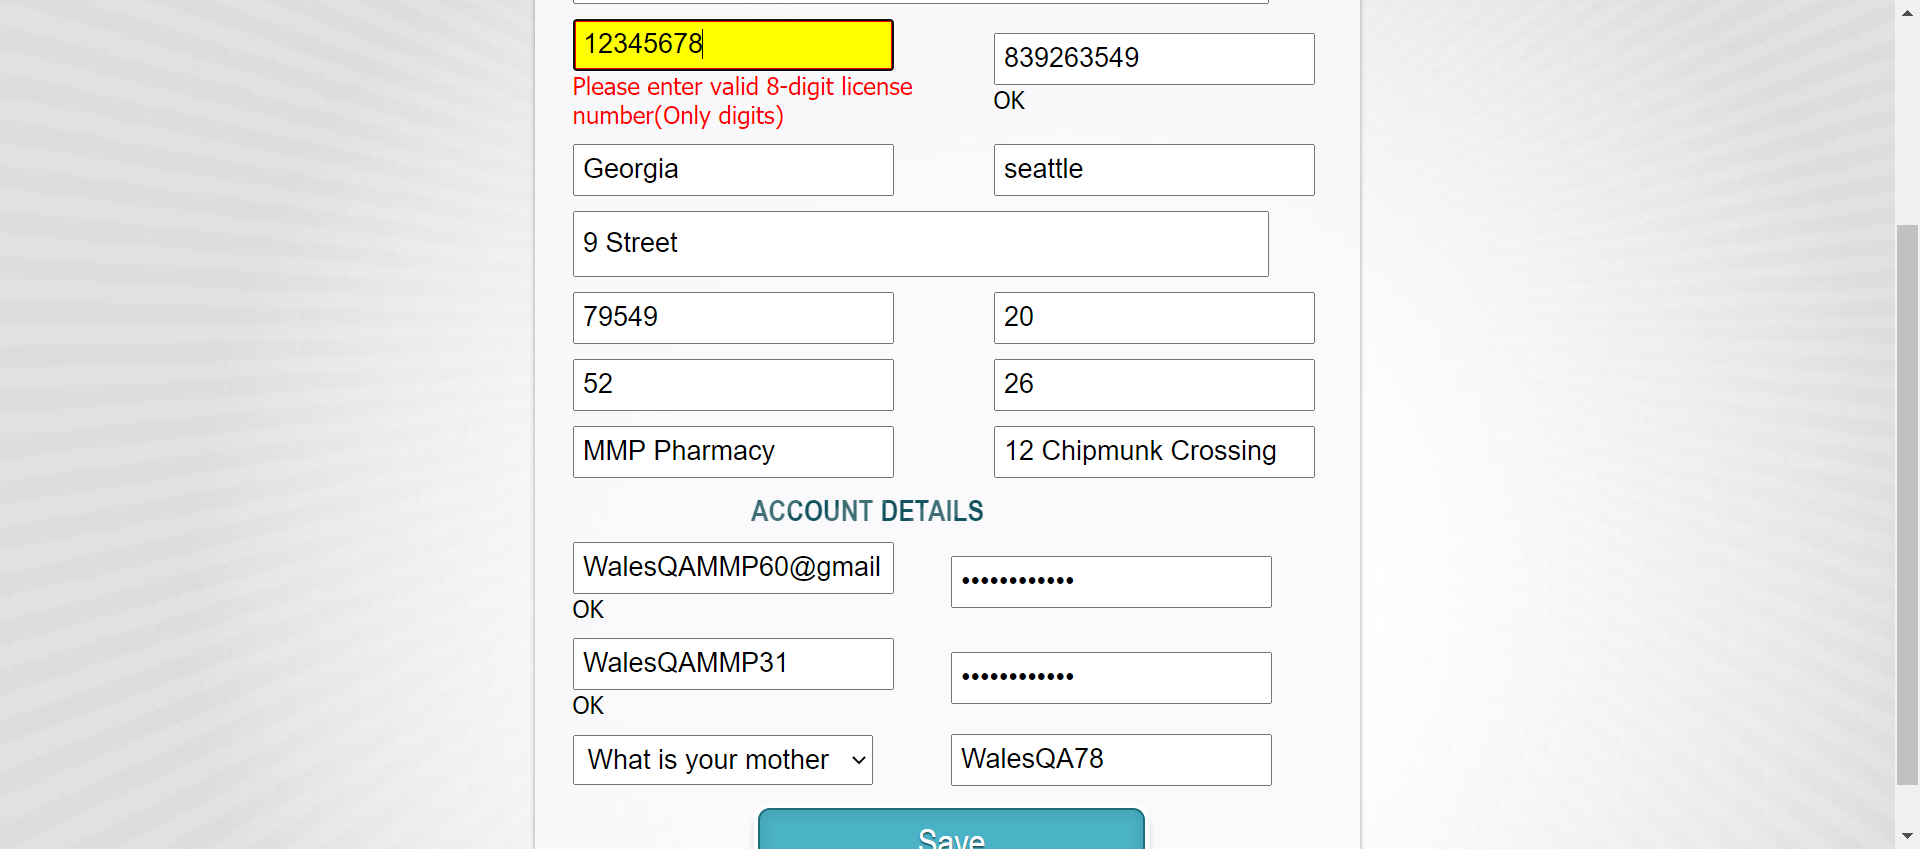 12345678
839263549
Please enter valid 8-digit license
number(Only digits)
OK
Georgia
seattle
9 Street
79549
20
52
26
MMP Pharmacy
12 Chipmunk Crossing
ACCOUNT DETAILS
WalesQAMMP60@gmail
••••••••••••
OK
WalesQAMMP31
••••••••••••
OK
What is your mother
WalesQA78
Save